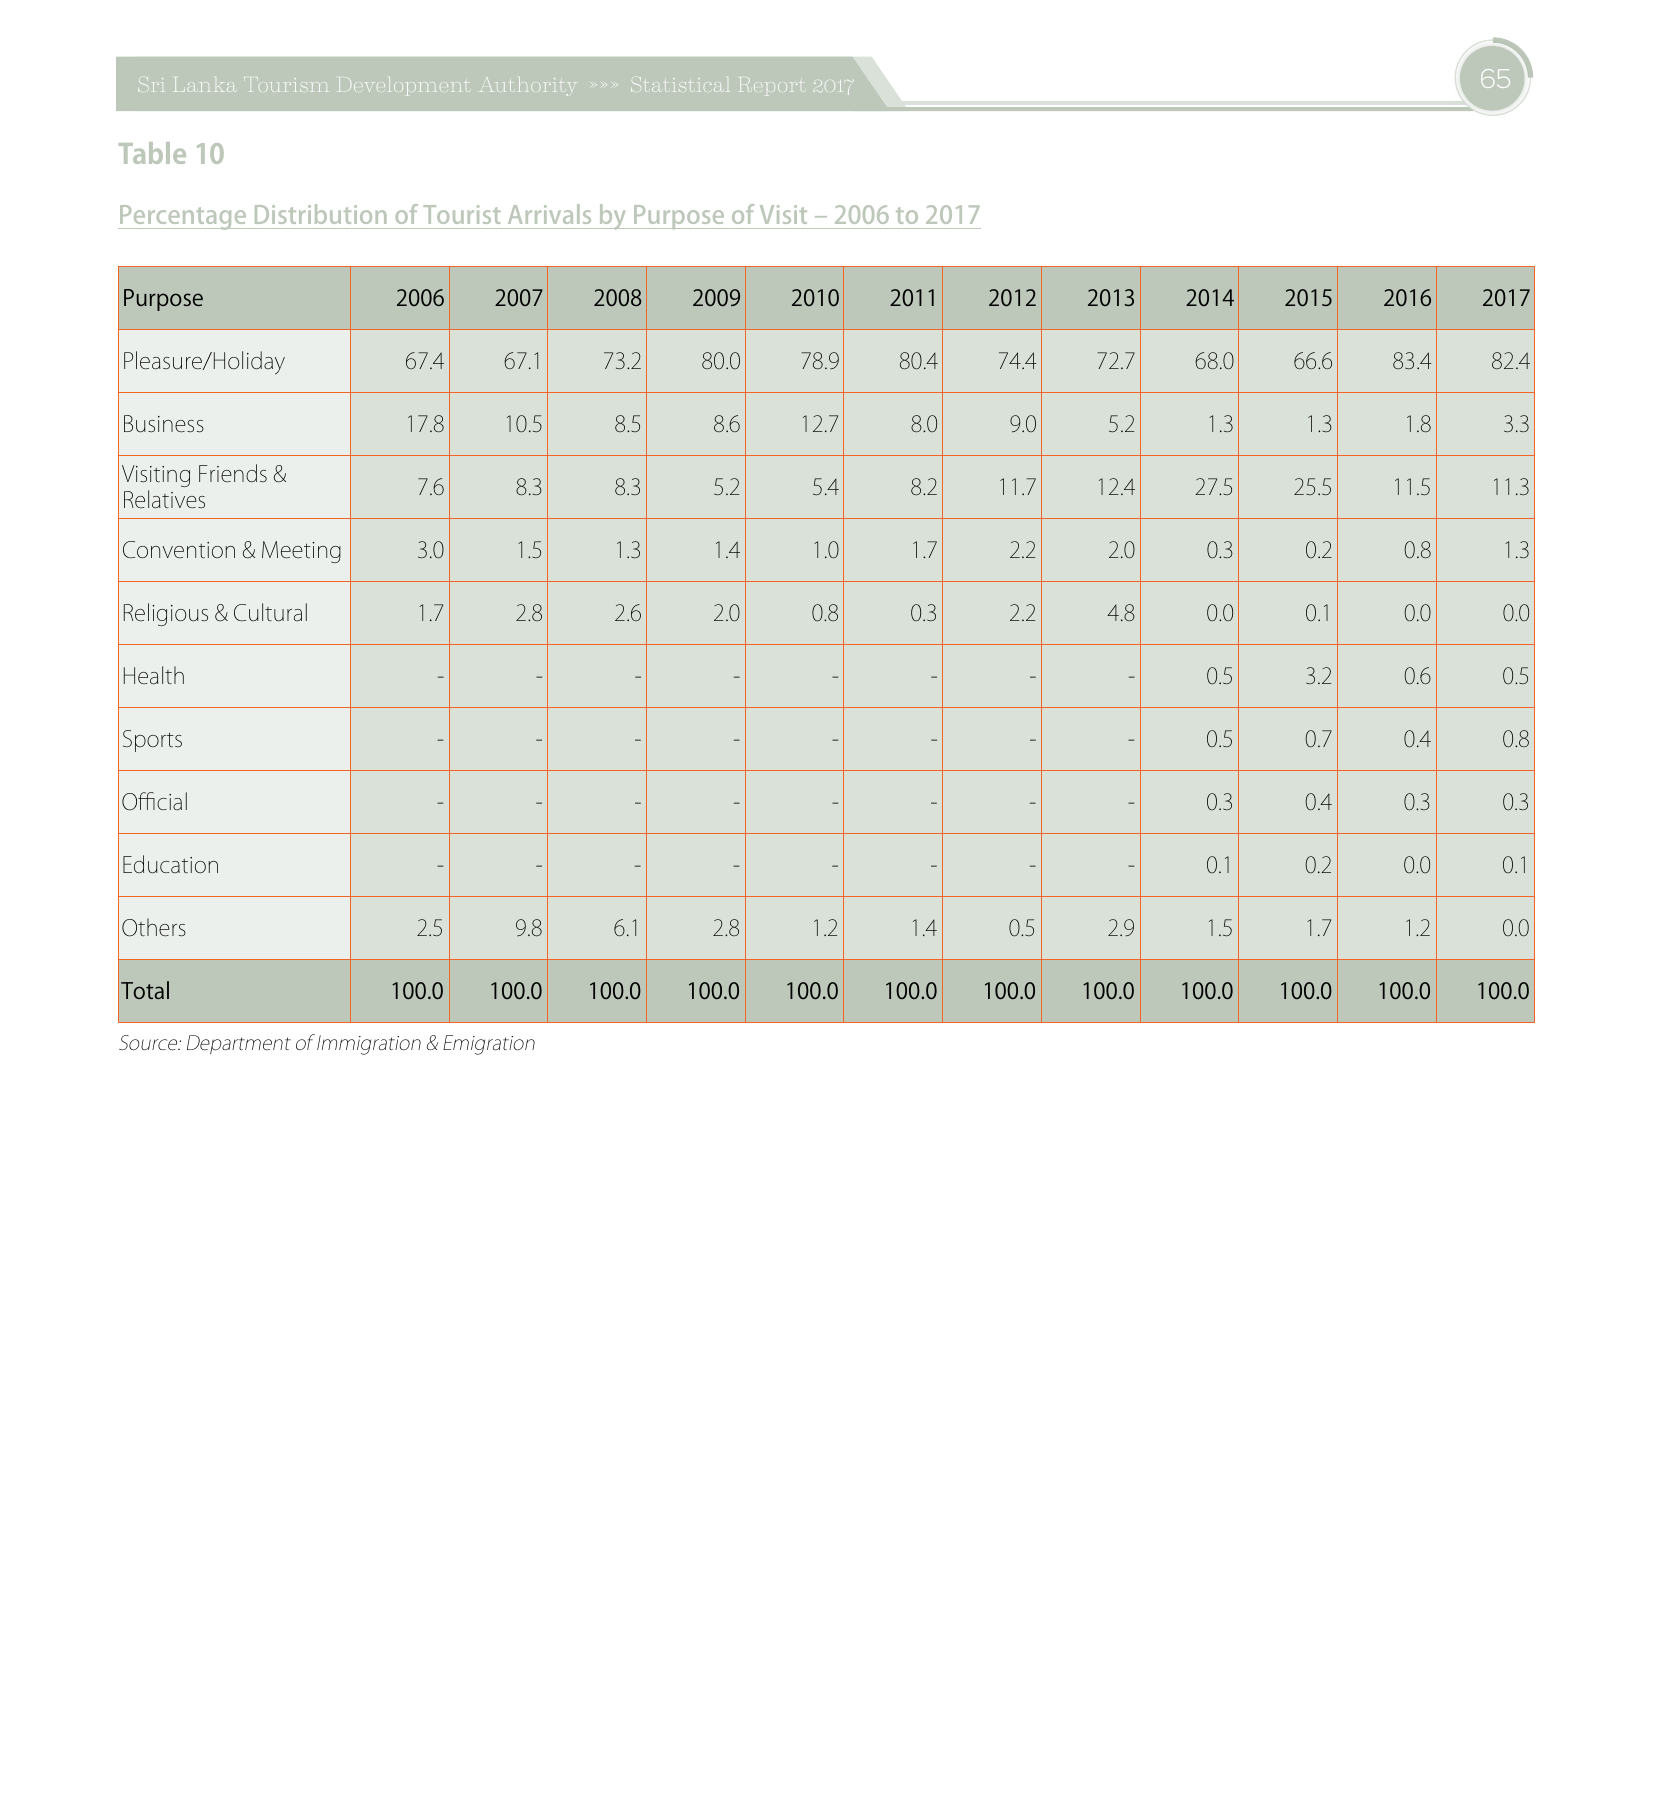 Sri Lanka Tourism Development Authority »»» Statistical Report 2017
65
Table 10
Percentage Distribution of Tourist Arrivals by Purpose of Visit – 2006 to 2017
Purpose 2006 2007 2008 2009 2010 2011 2012 2013 2014 2015 2016 2017
Pleasure/Holiday 67.4 67.1 73.2 80.0 78.9 80.4 74.4 72.7 68.0 66.6 83.4 82.4
Business 17.8 10.5 8.5 8.6 12.7 8.0 9.0 5.2 1.3 1.3 1.8 3.3
Visiting Friends &
Relatives 7.6 8.3 8.3 5.2 5.4 8.2 11.7 12.4 27.5 25.5 11.5 11.3
Convention & Meeting 3.0 1.5 1.3 1.4 1.0 1.7 2.2 2.0 0.3 0.2 0.8 1.3
Religious & Cultural 1.7 2.8 2.6 2.0 0.8 0.3 2.2 4.8 0.0 0.1 0.0 0.0
Health - - - - - - - - 0.5 3.2 0.6 0.5
Sports - - - - - - - - 0.5 0.7 0.4 0.8
Official - - - - - - - - 0.3 0.4 0.3 0.3
Education - - - - - - - - 0.1 0.2 0.0 0.1
Others 2.5 9.8 6.1 2.8 1.2 1.4 0.5 2.9 1.5 1.7 1.2 0.0
Total 100.0 100.0 100.0 100.0 100.0 100.0 100.0 100.0 100.0 100.0 100.0 100.0
Source: Department of Immigration & Emigration